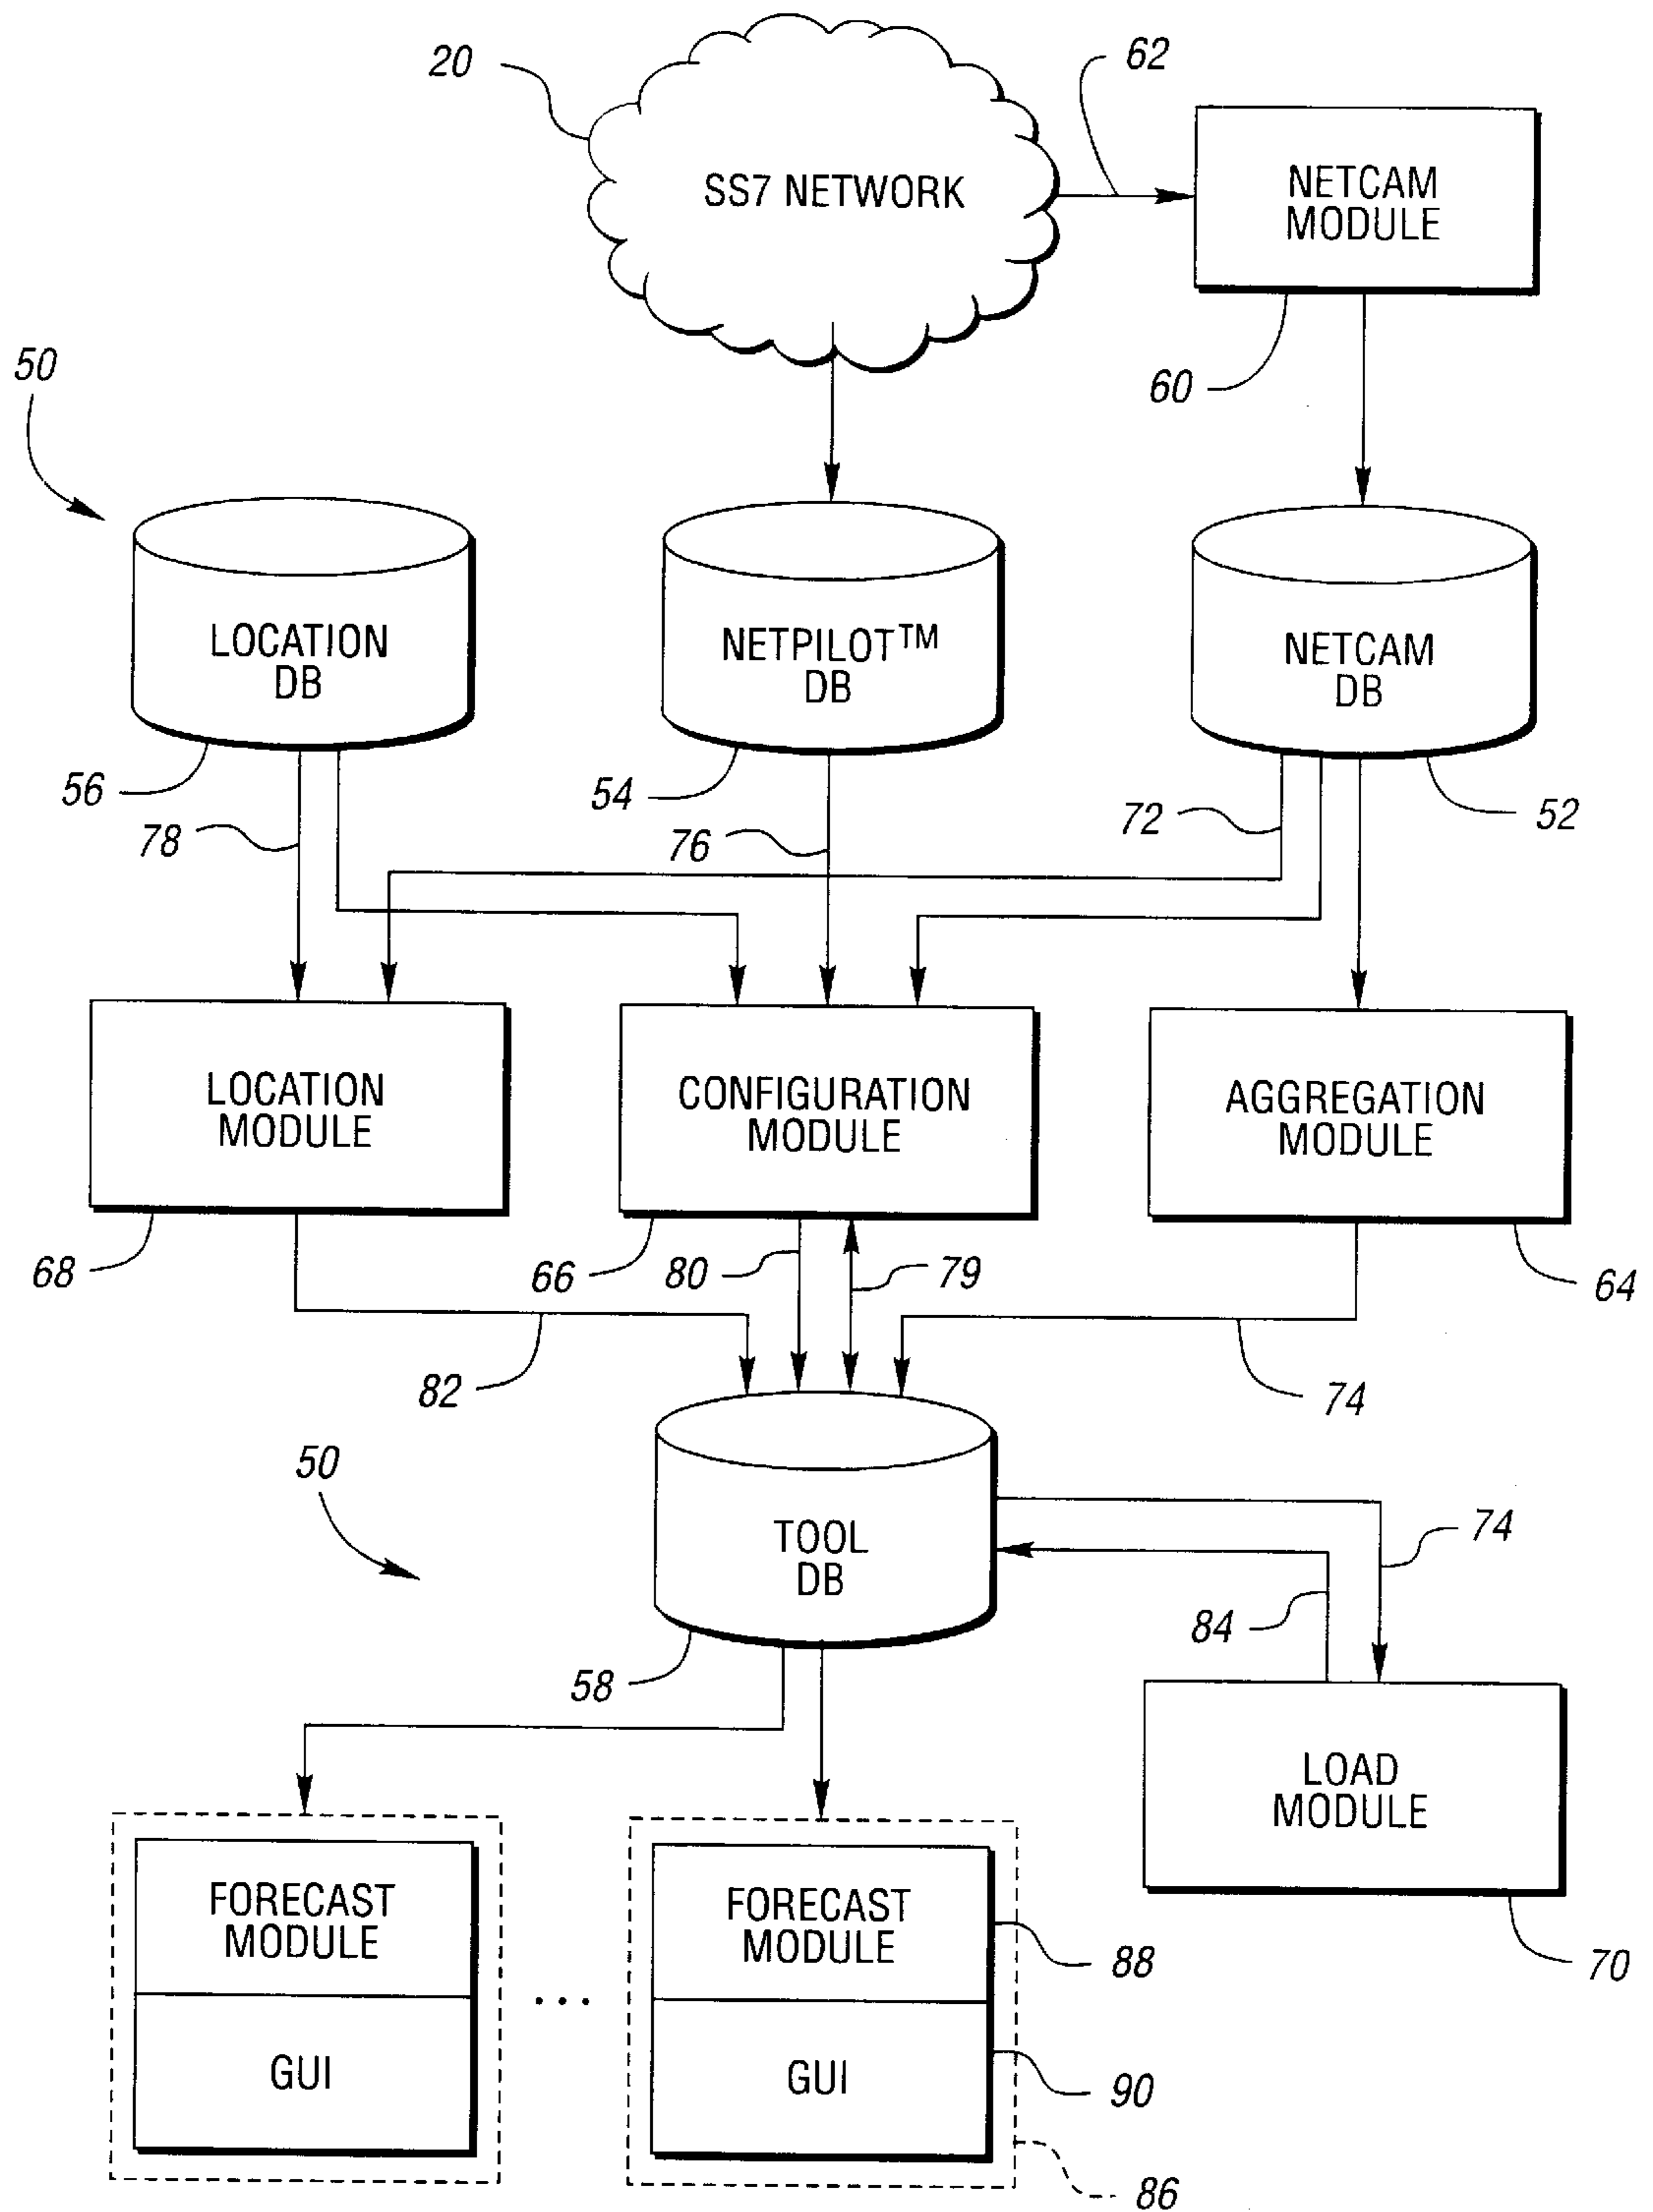 20
62
SS7 NETWORK
NETCAM
MODULE
60
50
LOCATION
DB
NETPILOT™
DB
NETCAM
DB
56
54
52
78
76
72
LOCATION
MODULE
CONFIGURATION
MODULE
AGGREGATION
MODULE
68
66
80
79
64
82
74
50
TOOL
DB
74
84
58
LOAD
MODULE
70
FORECAST
MODULE
GUI
...
FORECAST
MODULE
GUI
88
90
86